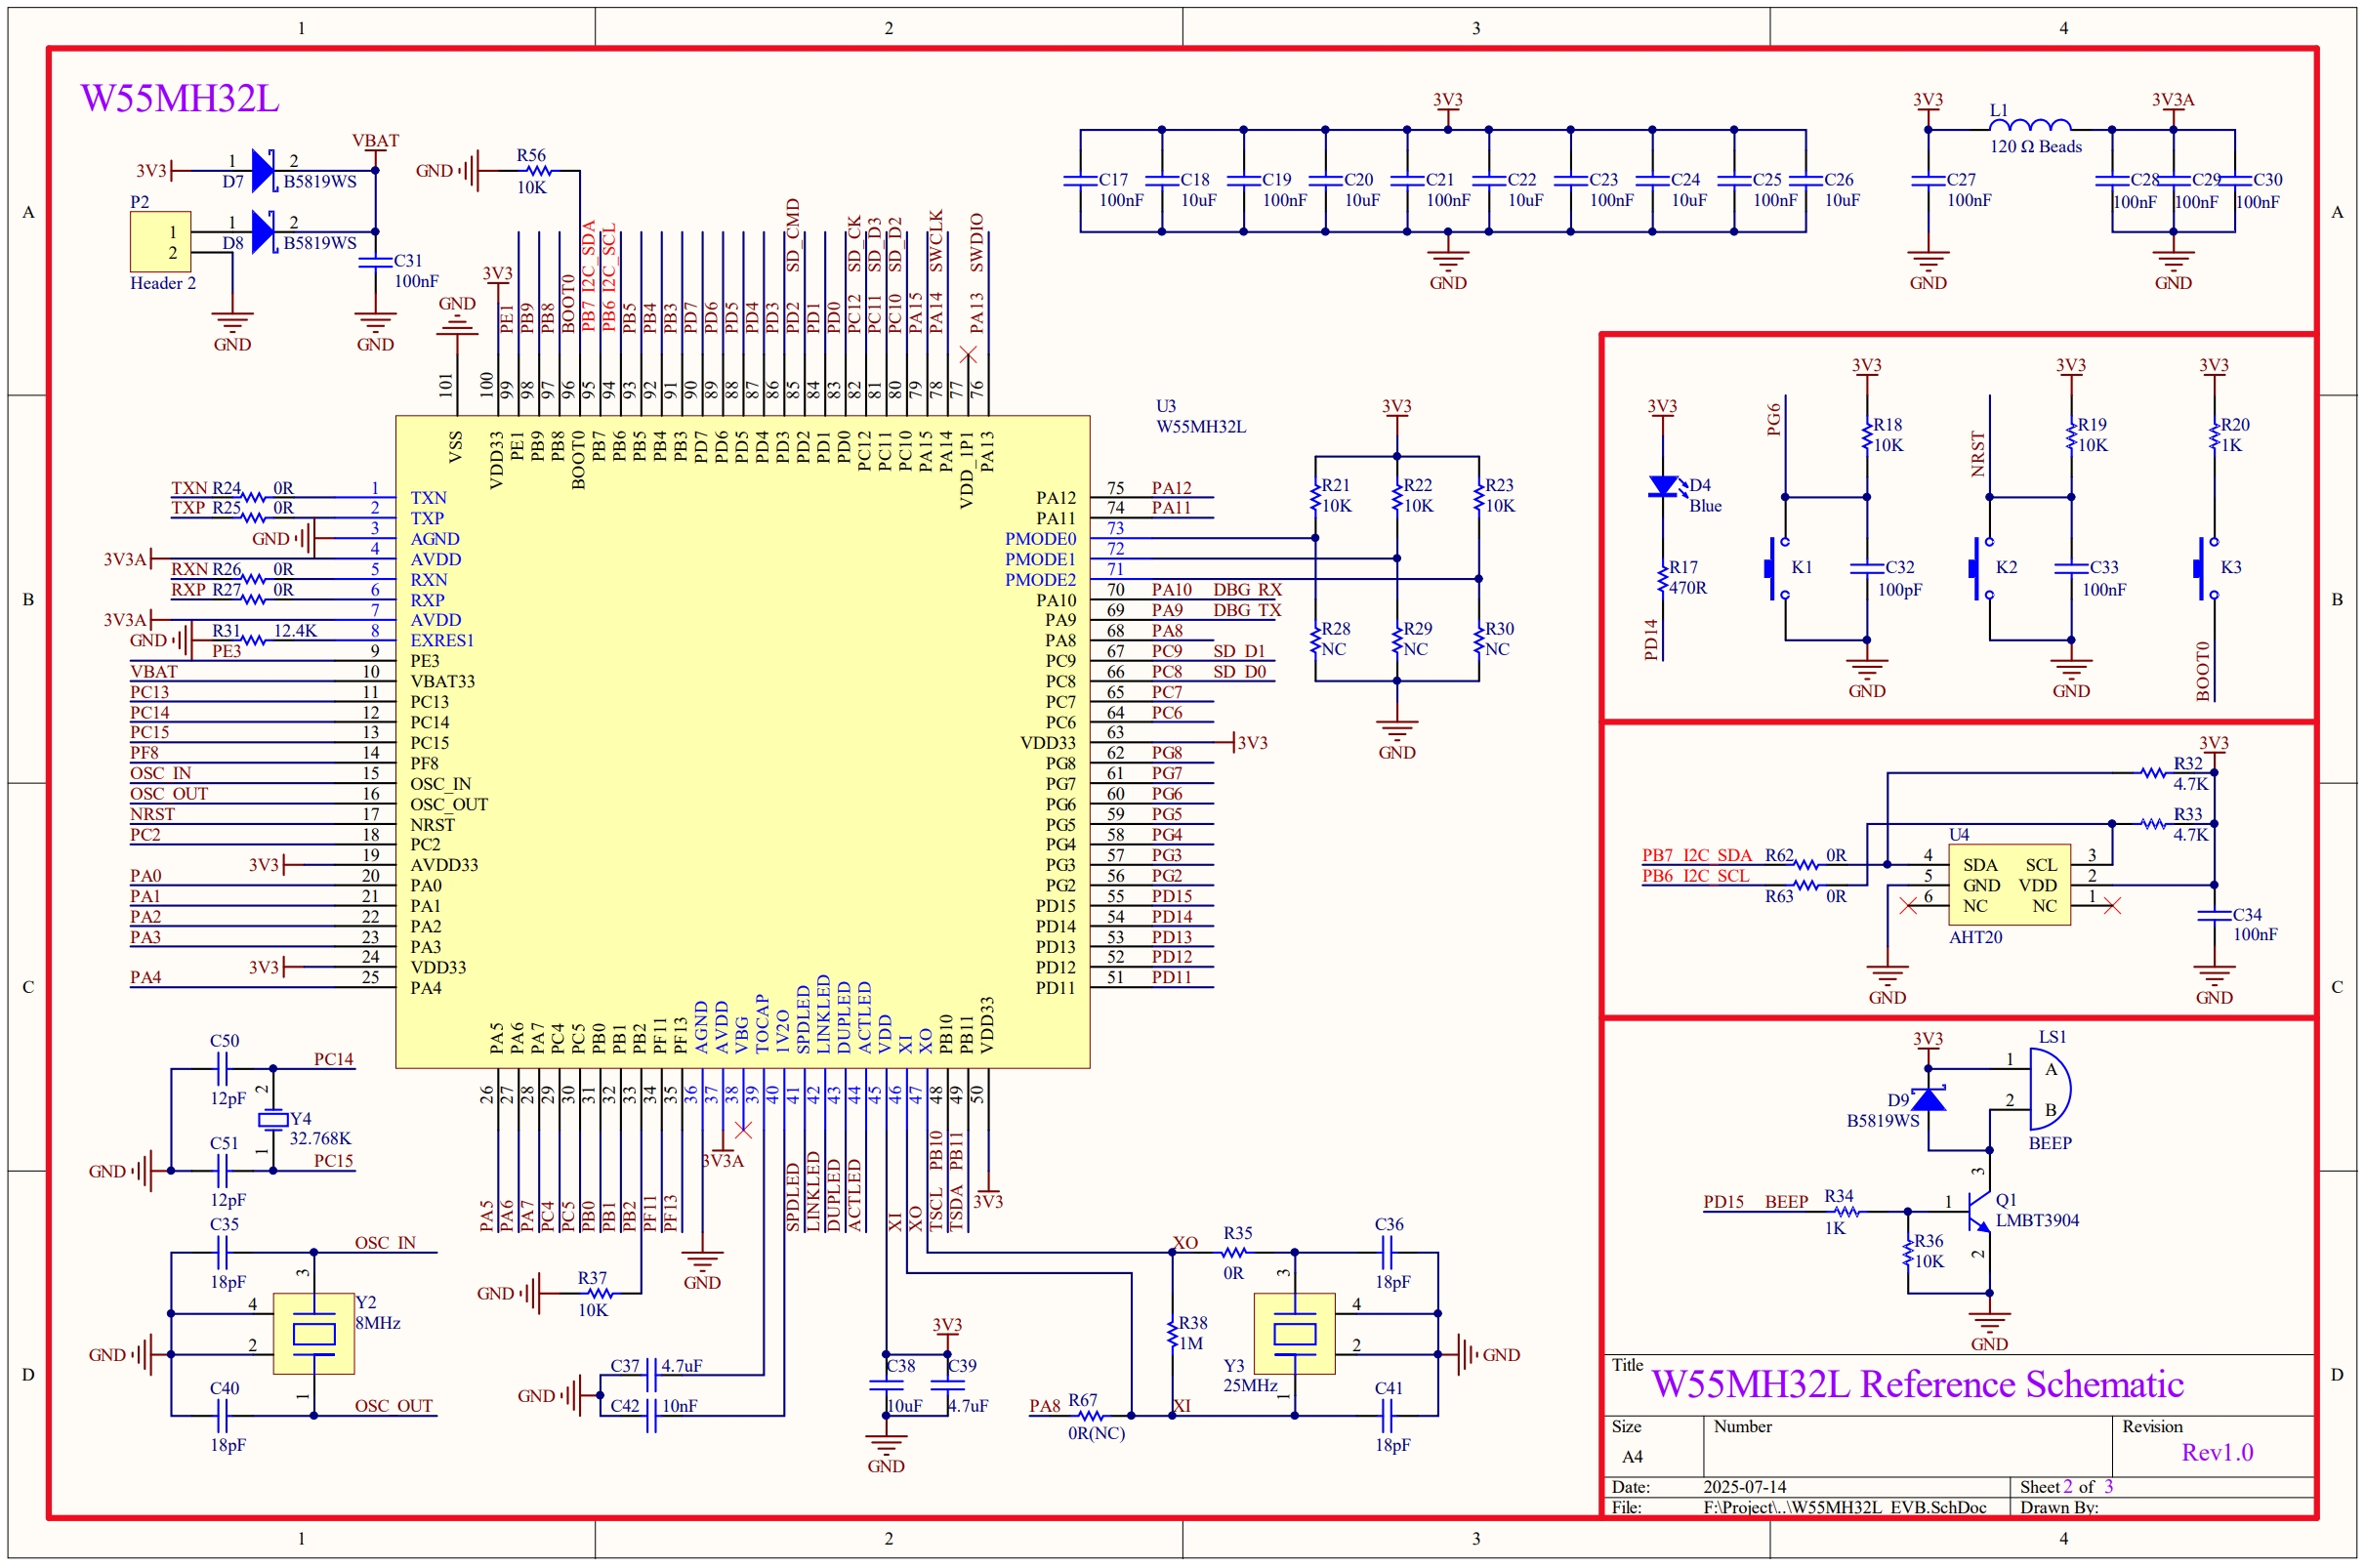 1 2 3 4
A B C D
W55MH32L
3V3 1 D7 2 B5819WS VBAT
P2
1 1 D8 2 B5819WS
2
Header 2
C31
100nF
GND GND
GND R56
10K
3V3
C17 100nF
C18 10uF
C19 100nF
C20 10uF
C21 100nF
C22 10uF
C23 100nF
C24 10uF
C25 100nF
C26 10uF
GND
3V3 L1 3V3A
120 Ω Beads
C27 100nF
C28 100nF
C29 100nF
C30 100nF
GND GND
GND 101 VSS
3V3 100 VDD33
PE1 99 PE1
PB9 98 PB9
PB8 97 PB8
BOOT0 96 BOOT0
PB7 I2C_SDA 95 PB7
PB6 I2C_SCL 94 PB6
PB5 93 PB5
PB4 92 PB4
PB3 91 PB3
PD7 90 PD7
PD6 89 PD6
PD5 88 PD5
PD4 87 PD4
PD3 86 PD3
PD2 SD_CMD 85 PD2
PD1 84 PD1
PD0 83 PD0
PC12 SD_CK 82 PC12
PC11 SD_D3 81 PC11
PC10 SD_D2 80 PC10
PA15 79 PA15
PA14 SWCLK 78 PA14
77 VDD_1P1
PA13 SWDIO 76 PA13
U3
W55MH32L
TXN R24 0R 1 TXN
TXP R25 0R 2 TXP
GND 3 AGND
3V3A 4 AVDD
RXN R26 0R 5 RXN
RXP R27 0R 6 RXP
3V3A 7 AVDD
GND R31 12.4K 8 EXRES1
PE3 9 PE3
VBAT 10 VBAT33
PC13 11 PC13
PC14 12 PC14
PC15 13 PC15
PF8 14 PF8
OSC_IN 15 OSC_IN
OSC_OUT 16 OSC_OUT
NRST 17 NRST
PC2 18 PC2
3V3 19 AVDD33
PA0 20 PA0
PA1 21 PA1
PA2 22 PA2
PA3 23 PA3
3V3 24 VDD33
PA4 25 PA4
PA12 75 PA12
PA11 74 PA11
PMODE0 73
PMODE1 72
PMODE2 71
PA10 70 PA10 DBG_RX
PA9 69 PA9 DBG_TX
PA8 68 PA8
PC9 67 PC9 SD_D1
PC8 66 PC8 SD_D0
PC7 65 PC7
PC6 64 PC6
VDD33 63 3V3
PG8 62 PG8
PG7 61 PG7
PG6 60 PG6
PG5 59 PG5
PG4 58 PG4
PG3 57 PG3
PG2 56 PG2
PD15 55 PD15
PD14 54 PD14
PD13 53 PD13
PD12 52 PD12
PD11 51 PD11
3V3
R21 10K
R22 10K
R23 10K
R28 NC
R29 NC
R30 NC
GND
PA5 26 PA5
PA6 27 PA6
PA7 28 PA7
PC4 29 PC4
PC5 30 PC5
PB0 31 PB0
PB1 32 PB1
PB2 33 PB2
PF11 34 PF11
PF13 35 PF13
AGND 36 GND
AVDD 37 3V3A
VBG 38
TOCAP 39
1V2O 40
SPDLED 41 SPDLED
LINKLED 42 LINKLED
DUPLED 43 DUPLED
ACTLED 44 ACTLED
VDD 45
XI 46 XI
XO 47 XO
PB10 48 TSCL PB10
PB11 49 TSDA PB11
VDD33 50 3V3
C50 12pF PC14
2
Y4
32.768K
1
GND C51 12pF PC15
C35 18pF OSC_IN
3
4 Y2
8MHz
GND 2
1
C40 18pF OSC_OUT
GND R37
10K
GND C37 4.7uF
C42 10nF
3V3
C38 10uF
C39 4.7uF
GND
XO R35
0R
C36
18pF
R38
1M
3
4
2
Y3
25MHz
1
GND
PA8 R67
0R(NC)
XI
C41
18pF
3V3
D4
Blue
R17
470R
PD14
PG6
3V3
R18
10K
K1
C32
100pF
GND
NRST
3V3
R19
10K
K2
C33
100nF
GND
3V3
R20
1K
K3
BOOT0
3V3
R32
4.7K
R33
4.7K
U4
PB7 I2C_SDA R62 0R 4 SDA SCL 3
PB6 I2C_SCL R63 0R 5 GND VDD 2
6 NC NC 1
AHT20
C34
100nF
GND GND
3V3 LS1
1 A
D9
B5819WS
2 B
BEEP
3
PD15 BEEP R34
1K
1 Q1
LMBT3904
R36
10K
2
GND
Title W55MH32L Reference Schematic
Size Number Revision
A4 Rev1.0
Date: 2025-07-14 Sheet 2 of 3
File: F:\Project\..\W55MH32L_EVB.SchDoc Drawn By:
1 2 3 4
A B C D